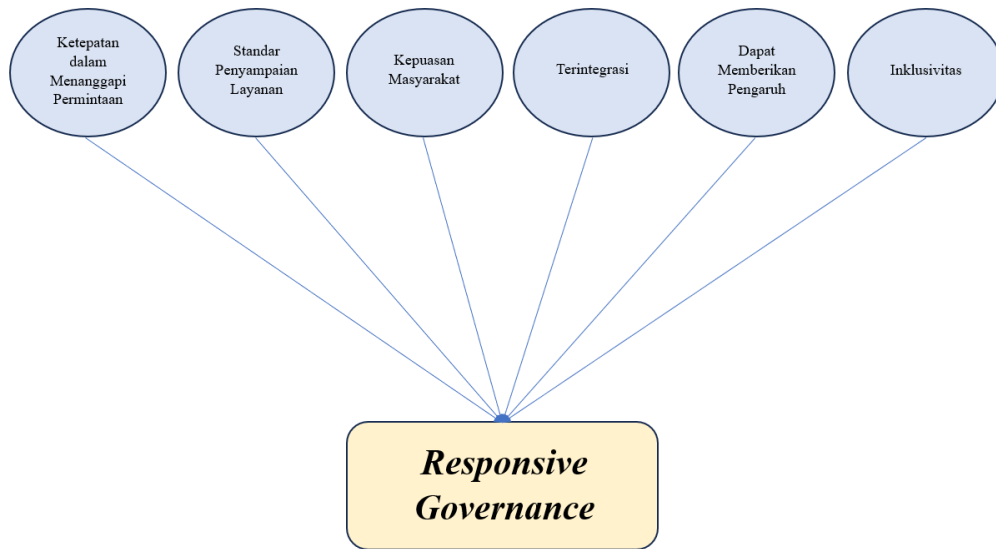 Ketepatan
dalam
Menanggapi
Permintaan
Standar
Penyampaian
Layanan
Kepuasan
Masyarakat
Terintegrasi
Dapat
Memberikan
Pengaruh
Inklusivitas
Responsive
Governance